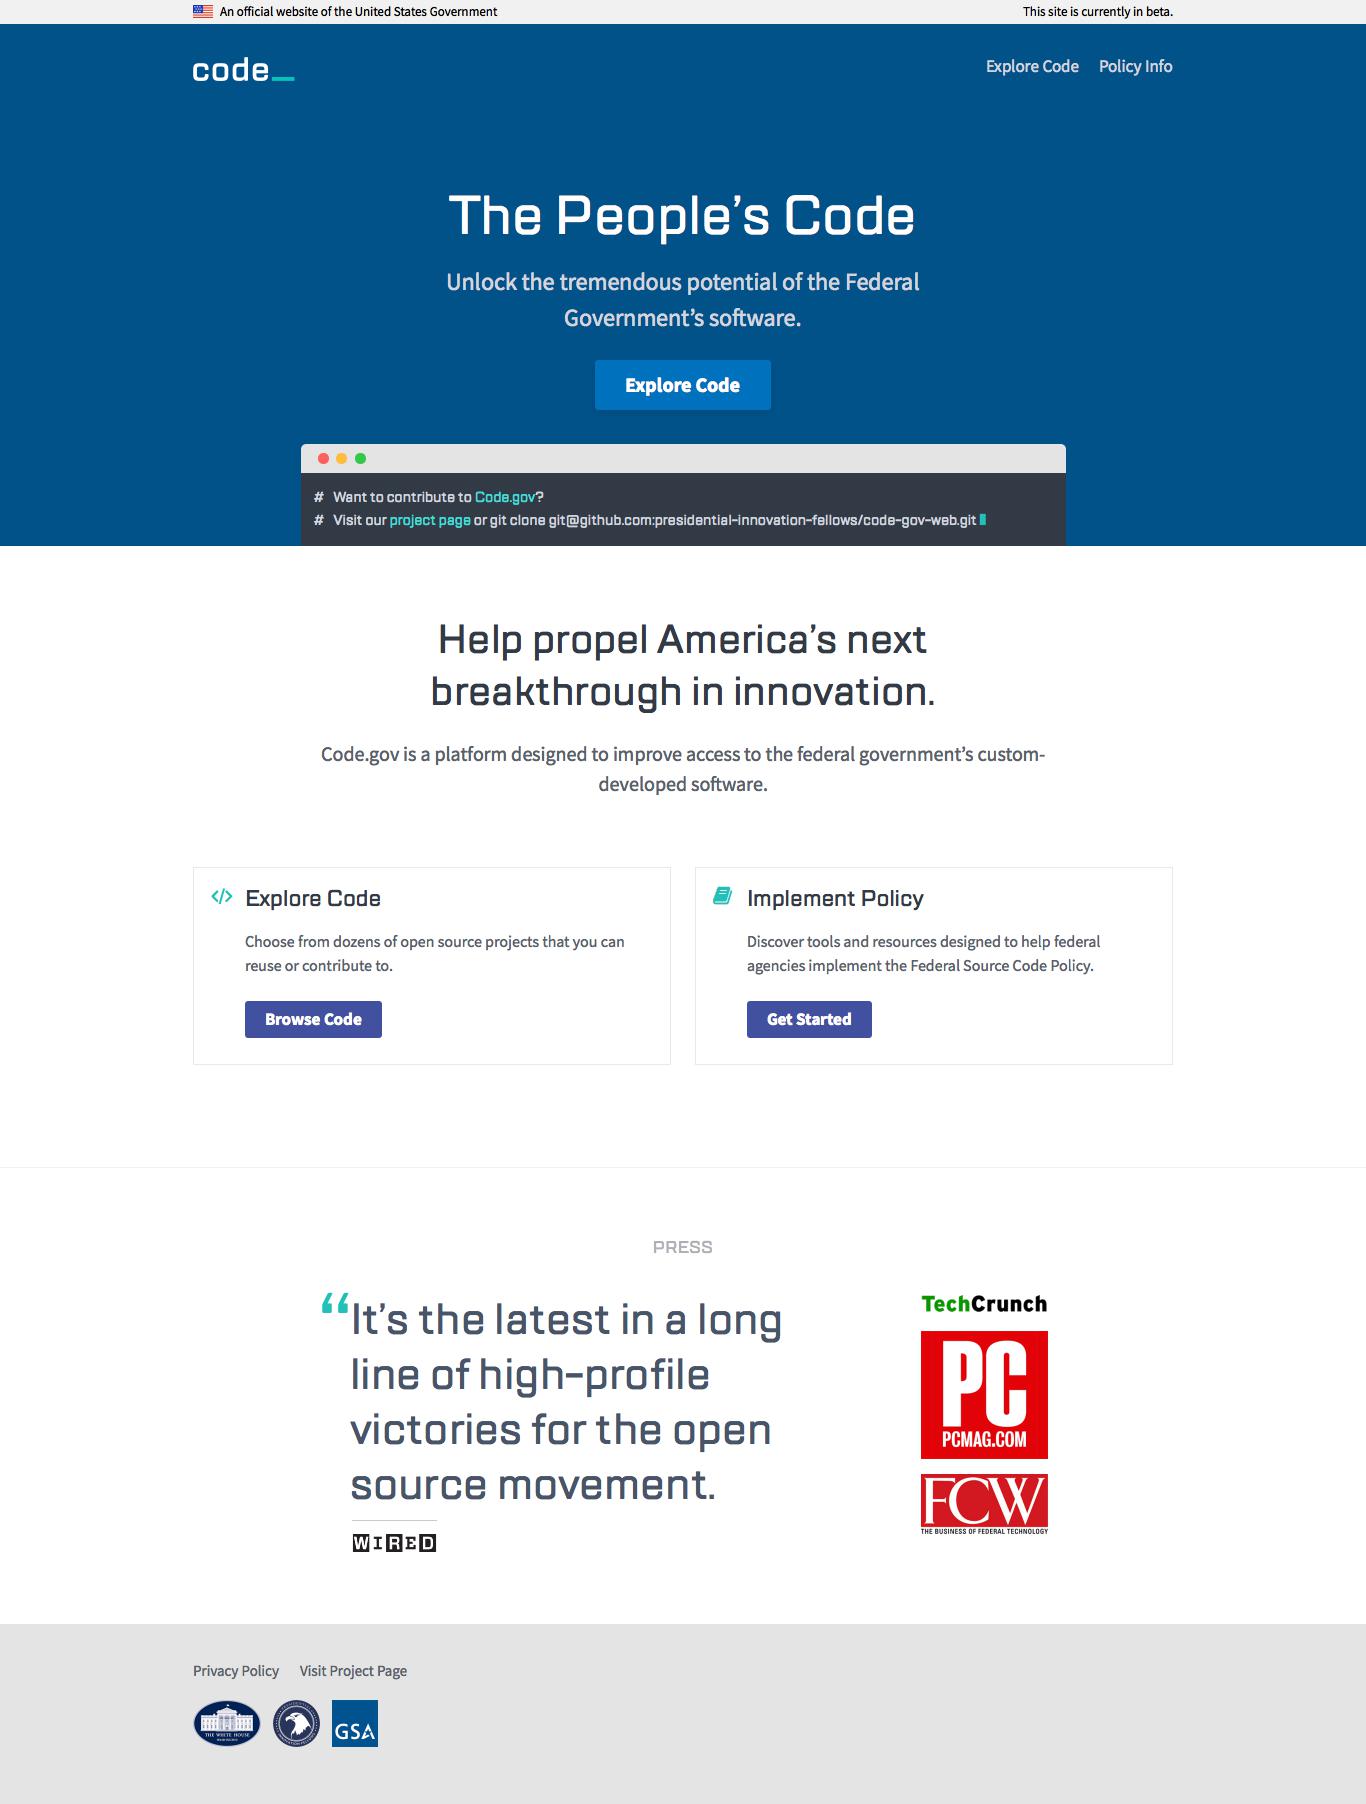 An official website of the United States Government
This site is currently in beta.
code_
Explore Code Policy Info
The People's Code
Unlock the tremendous potential of the Federal
Government's software.
Explore Code
# Want to contribute to Code.gov?
# Visit our project page or git clone git@github.com:presidential-innovation-fellows/code-gov-web.git
Help propel America's next
breakthrough in innovation.
Code.gov is a platform designed to improve access to the federal government's custom-
developed software.
Explore Code
Choose from dozens of open source projects that you can
reuse or contribute to.
Browse Code
Implement Policy
Discover tools and resources designed to help federal
agencies implement the Federal Source Code Policy.
Get Started
PRESS
“It's the latest in a long
line of high-profile
victories for the open
source movement.
WIRED
TechCrunch
PC
PCMAG.COM
FCW
THE BUSINESS OF FEDERAL TECHNOLOGY
Privacy Policy Visit Project Page
THE WHITE HOUSE
GSA